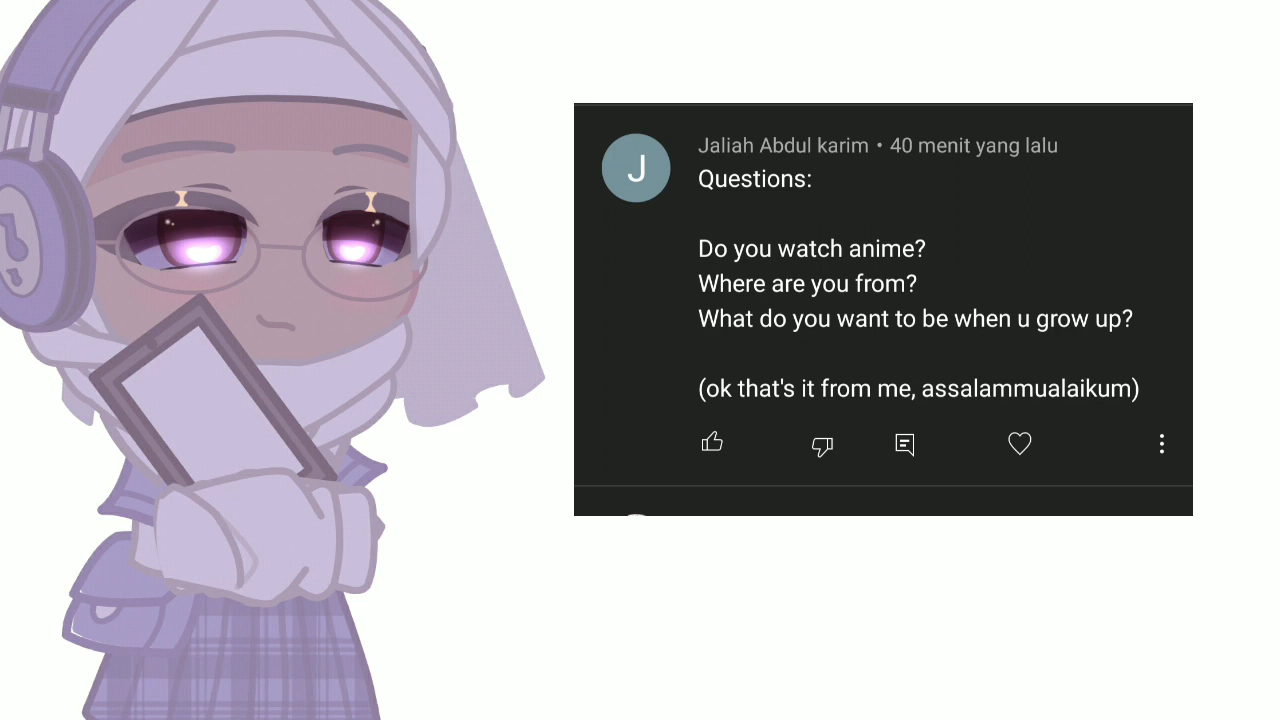 J
Jaliah Abdul karim • 40 menit yang lalu
Questions:
Do you watch anime?
Where are you from?
What do you want to be when u grow up?
(ok that's it from me, assalammualaikum)